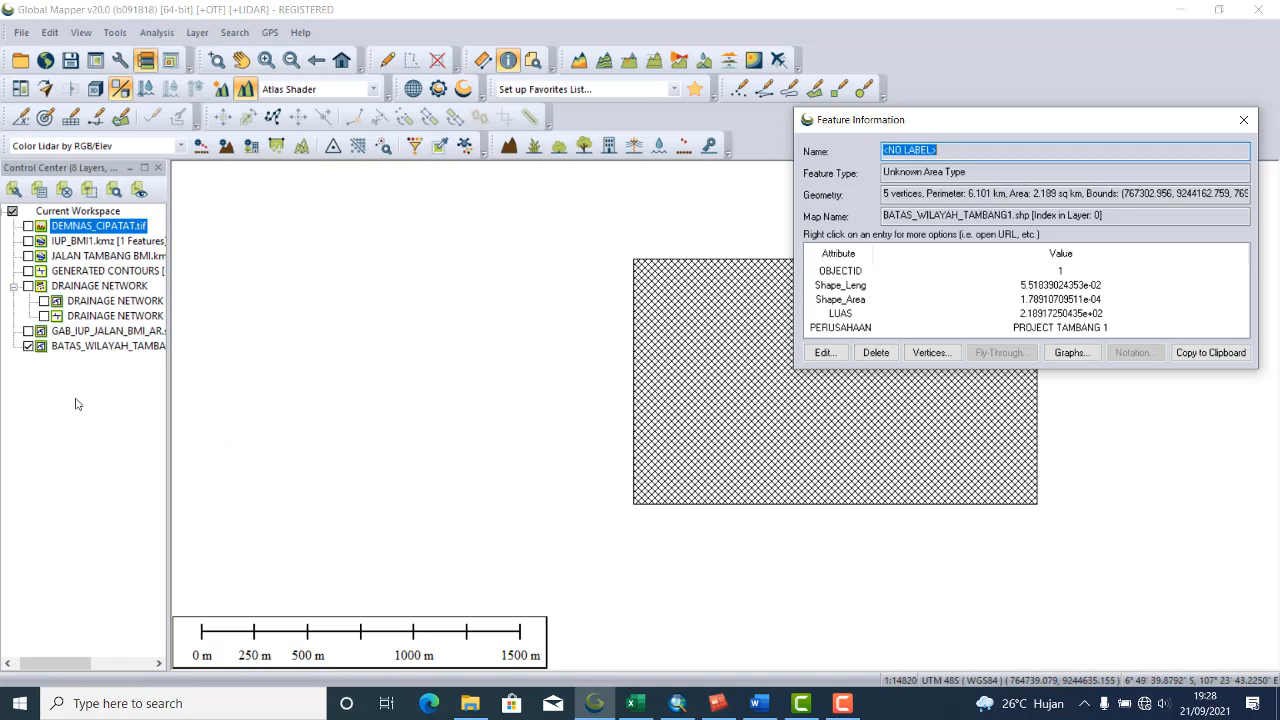 Global Mapper v20.0 (b091818) [64-bit] [+OTF] [+LIDAR] - REGISTERED
File Edit View Tools Analysis Layer Search GPS Help
Atlas Shader
Set up Favorites List...
Color Lidar by RGB/Elev
Control Center (8 Layers, ...
Current Workspace
DEMNAS_CIPATAT.tif
IUP_BMI1.kmz [1 Features,
JALAN TAMBANG BMI.km
GENERATED CONTOURS [
DRAINAGE NETWORK
DRAINAGE NETWORK
DRAINAGE NETWORK
GAB_IUP_JALAN_BMI_AR.s
BATAS_WILAYAH_TAMBA
Feature Information
Name: <NO LABEL>
Feature Type: Unknown Area Type
Geometry: 5 vertices, Perimeter: 6.101 km, Area: 2.189 sq km, Bounds: (767302.956, 9244162.759, 769
Map Name: BATAS_WILAYAH_TAMBANG1.shp [Index in Layer: 0]
Right click on an entry for more options (i.e. open URL, etc.)
Attribute Value
OBJECTID 1
Shape_Leng 5.51839024353e-02
Shape_Area 1.78910709511e-04
LUAS 2.18917250435e+02
PERUSAHAAN PROJECT TAMBANG 1
Edit... Delete Vertices... Fly-Through... Graphs... Notation... Copy to Clipboard
0 m 250 m 500 m 1000 m 1500 m
1:14820 UTM 48S ( WGS84 ) ( 764739.079, 9244635.155 ) 6° 49' 39.8792" S, 107° 23' 43.2250" E
Type here to search
26°C Hujan
19:28
21/09/2021